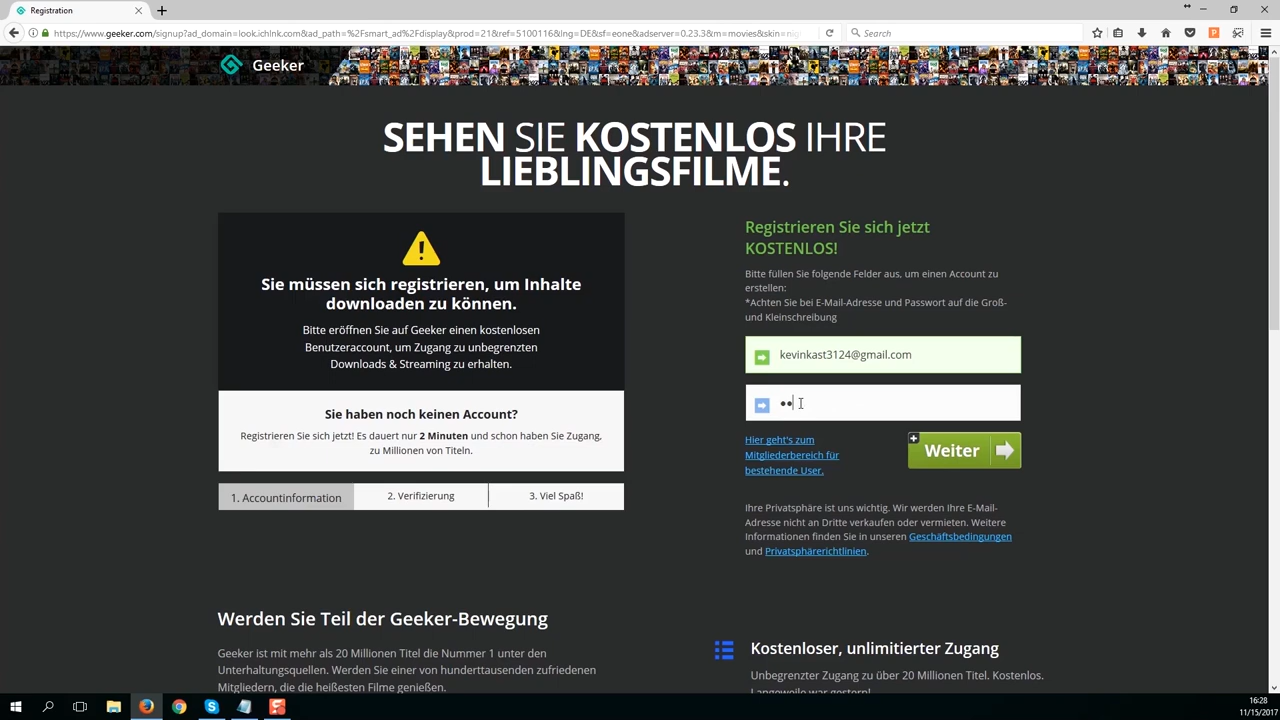 Registration
https://www.geeker.com/signup?ad_domain=look.ichlnk.com&ad_path=%2Fsmart_ad%2Fdisplay&prod=21&ref=5100116&lng=DE&sf=eone&adserver=0.23.3&m=movies&skin=nig
Search
Geeker
SEHEN SIE KOSTENLOS IHRE
LIEBLINGSFILME.
Sie müssen sich registrieren, um Inhalte
downloaden zu können.
Bitte eröffnen Sie auf Geeker einen kostenlosen
Benutzeraccount, um Zugang zu unbegrenzten
Downloads & Streaming zu erhalten.
Sie haben noch keinen Account?
Registrieren Sie sich jetzt! Es dauert nur 2 Minuten und schon haben Sie Zugang,
zu Millionen von Titeln.
1. Accountinformation
2. Verifizierung
3. Viel Spaß!
Registrieren Sie sich jetzt
KOSTENLOS!
Bitte füllen Sie folgende Felder aus, um einen Account zu
erstellen:
*Achten Sie bei E-Mail-Adresse und Passwort auf die Groß-
und Kleinschreibung
kevinkast3124@gmail.com
••
Hier geht's zum
Mitgliederbereich für
bestehende User.
Weiter
Ihre Privatsphäre ist uns wichtig. Wir werden Ihre E-Mail-
Adresse nicht an Dritte verkaufen oder vermieten. Weitere
Informationen finden Sie in unseren Geschäftsbedingungen
und Privatsphärerichtlinien.
Werden Sie Teil der Geeker-Bewegung
Geeker ist mit mehr als 20 Millionen Titel die Nummer 1 unter den
Unterhaltungsquellen. Werden Sie einer von hunderttausenden zufriedenen
Mitgliedern, die die heißesten Filme genießen.
Kostenloser, unlimitierter Zugang
Unbegrenzter Zugang zu über 20 Millionen Titel. Kostenlos.
Langeweile war gestern!
16:28
11/15/2017